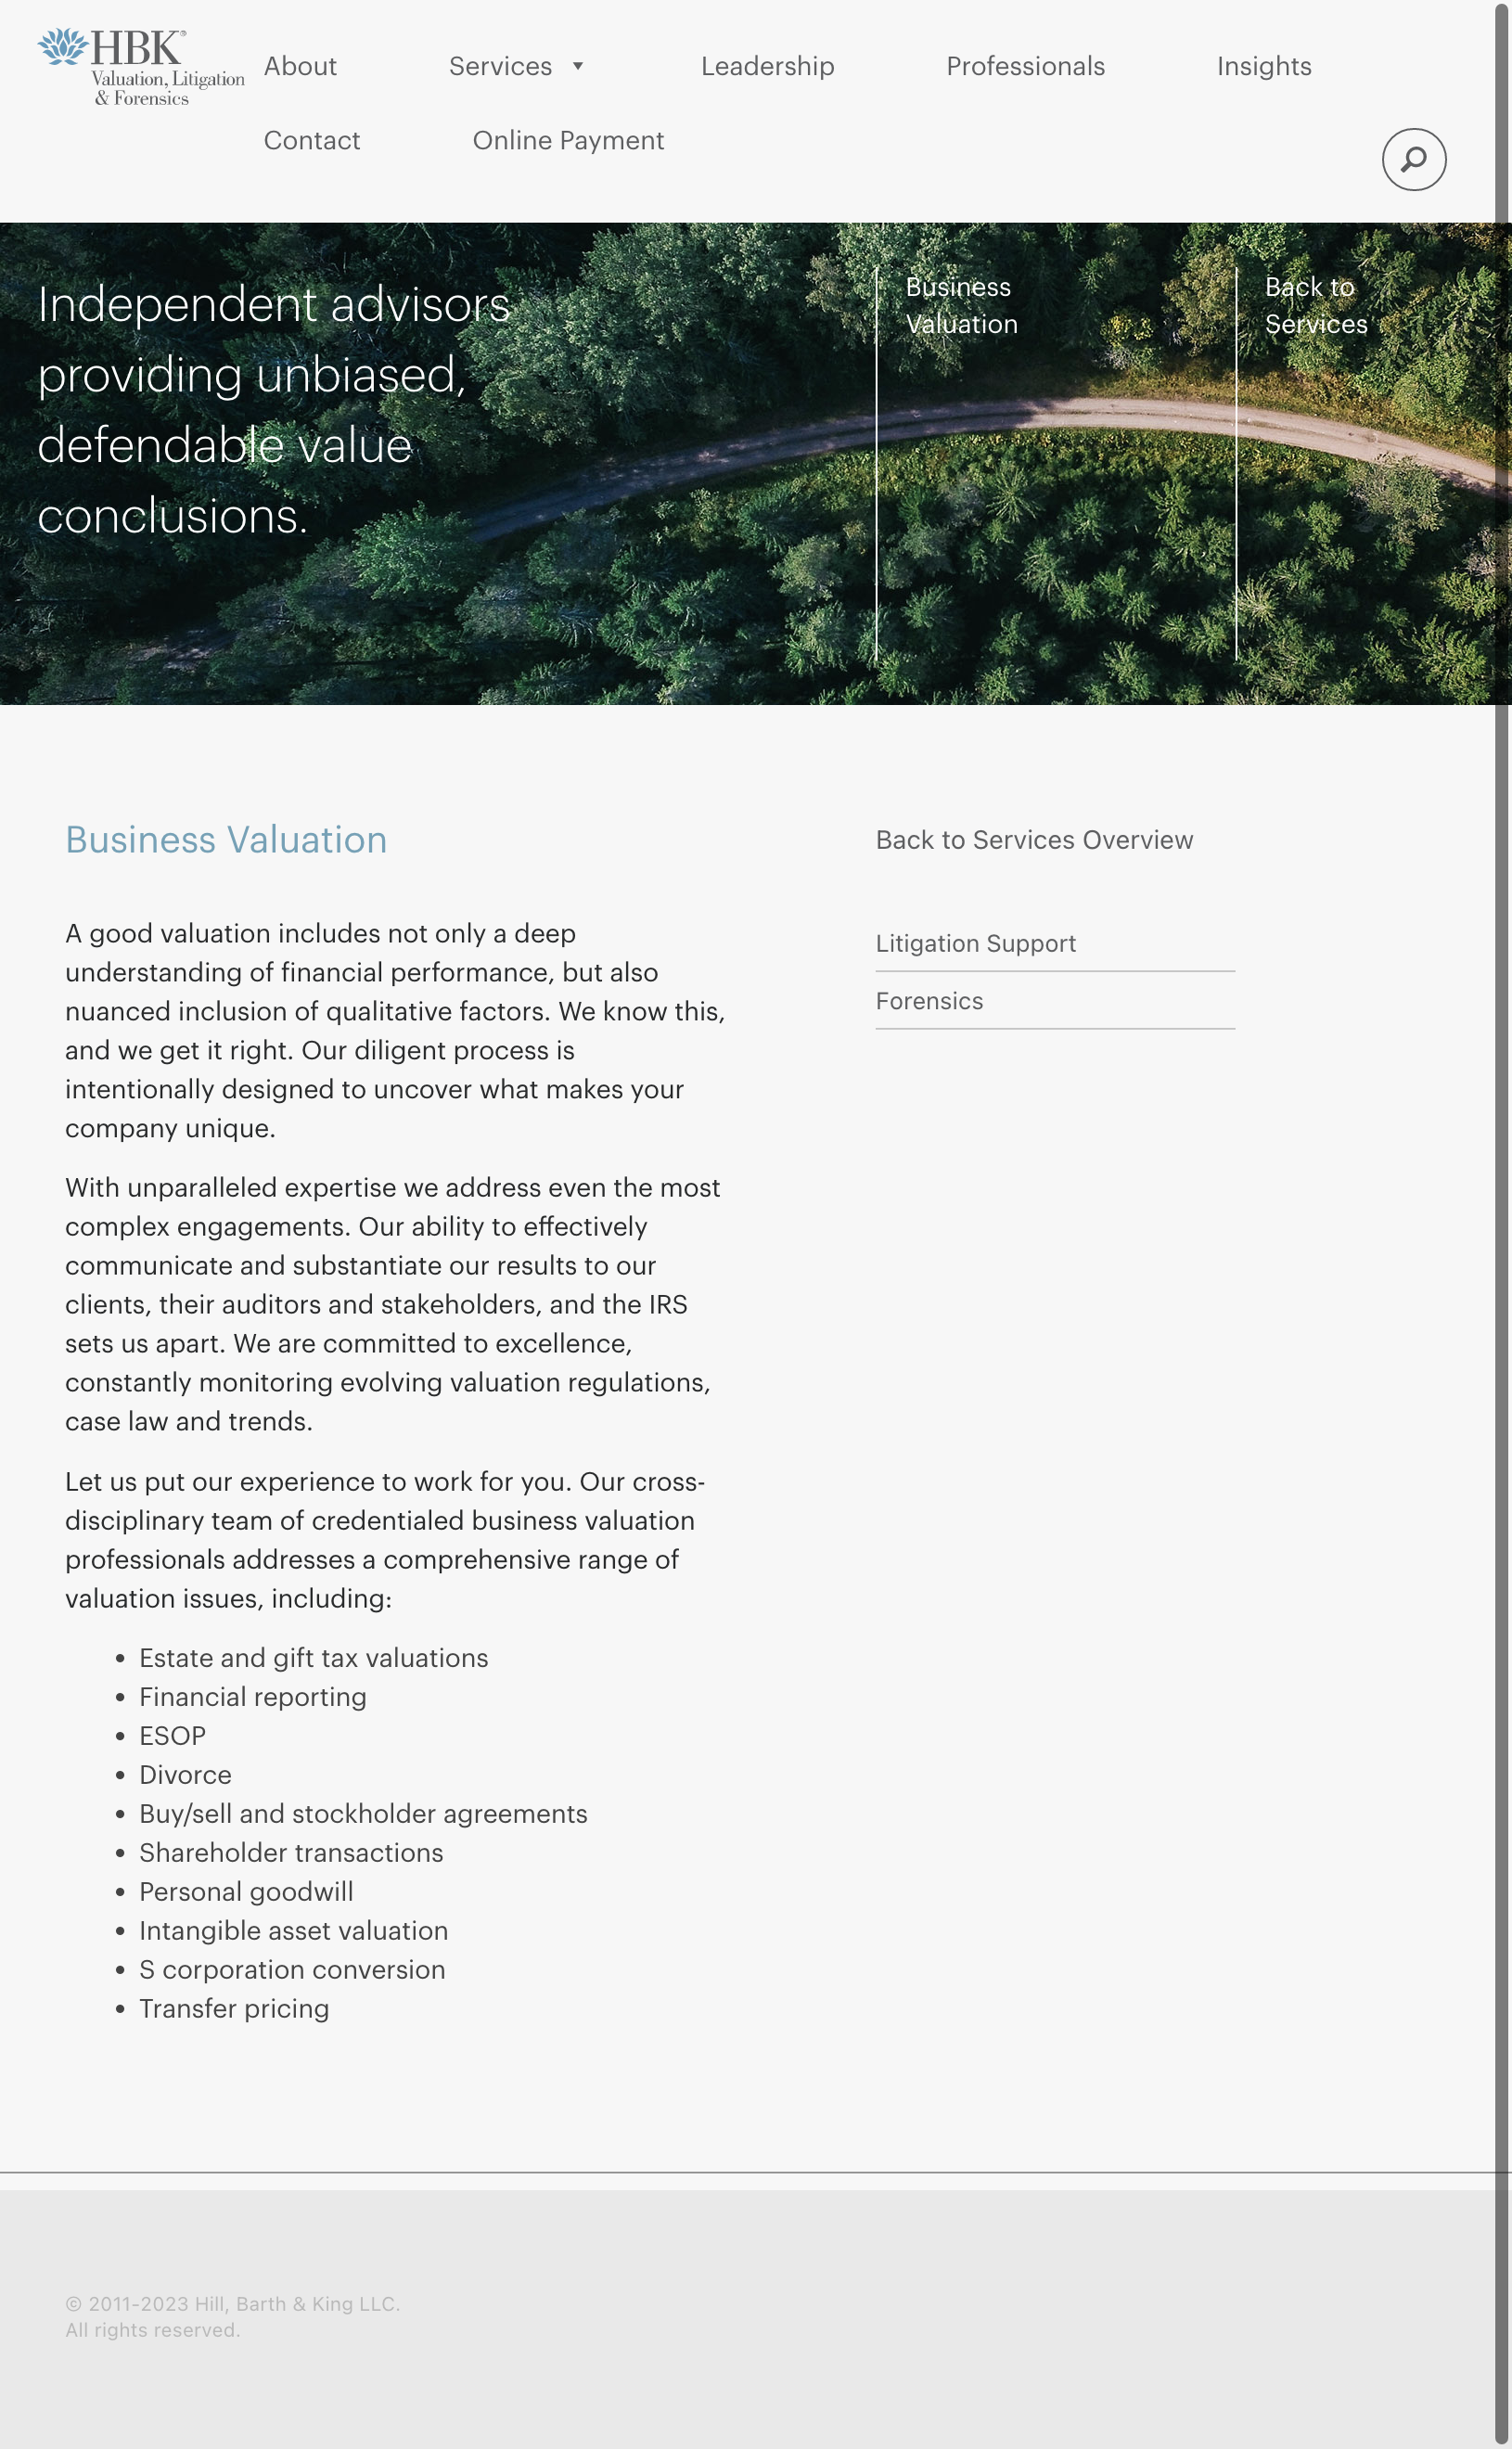 HBK®
Valuation, Litigation
& Forensics
About
Services
Leadership
Professionals
Insights
Contact
Online Payment
Independent advisors
providing unbiased,
defendable value
conclusions.
Business
Valuation
Back to
Services
Business Valuation
A good valuation includes not only a deep
understanding of financial performance, but also
nuanced inclusion of qualitative factors. We know this,
and we get it right. Our diligent process is
intentionally designed to uncover what makes your
company unique.
With unparalleled expertise we address even the most
complex engagements. Our ability to effectively
communicate and substantiate our results to our
clients, their auditors and stakeholders, and the IRS
sets us apart. We are committed to excellence,
constantly monitoring evolving valuation regulations,
case law and trends.
Let us put our experience to work for you. Our cross-
disciplinary team of credentialed business valuation
professionals addresses a comprehensive range of
valuation issues, including:
• Estate and gift tax valuations
• Financial reporting
• ESOP
• Divorce
• Buy/sell and stockholder agreements
• Shareholder transactions
• Personal goodwill
• Intangible asset valuation
• S corporation conversion
• Transfer pricing
Back to Services Overview
Litigation Support
Forensics
© 2011-2023 Hill, Barth & King LLC.
All rights reserved.